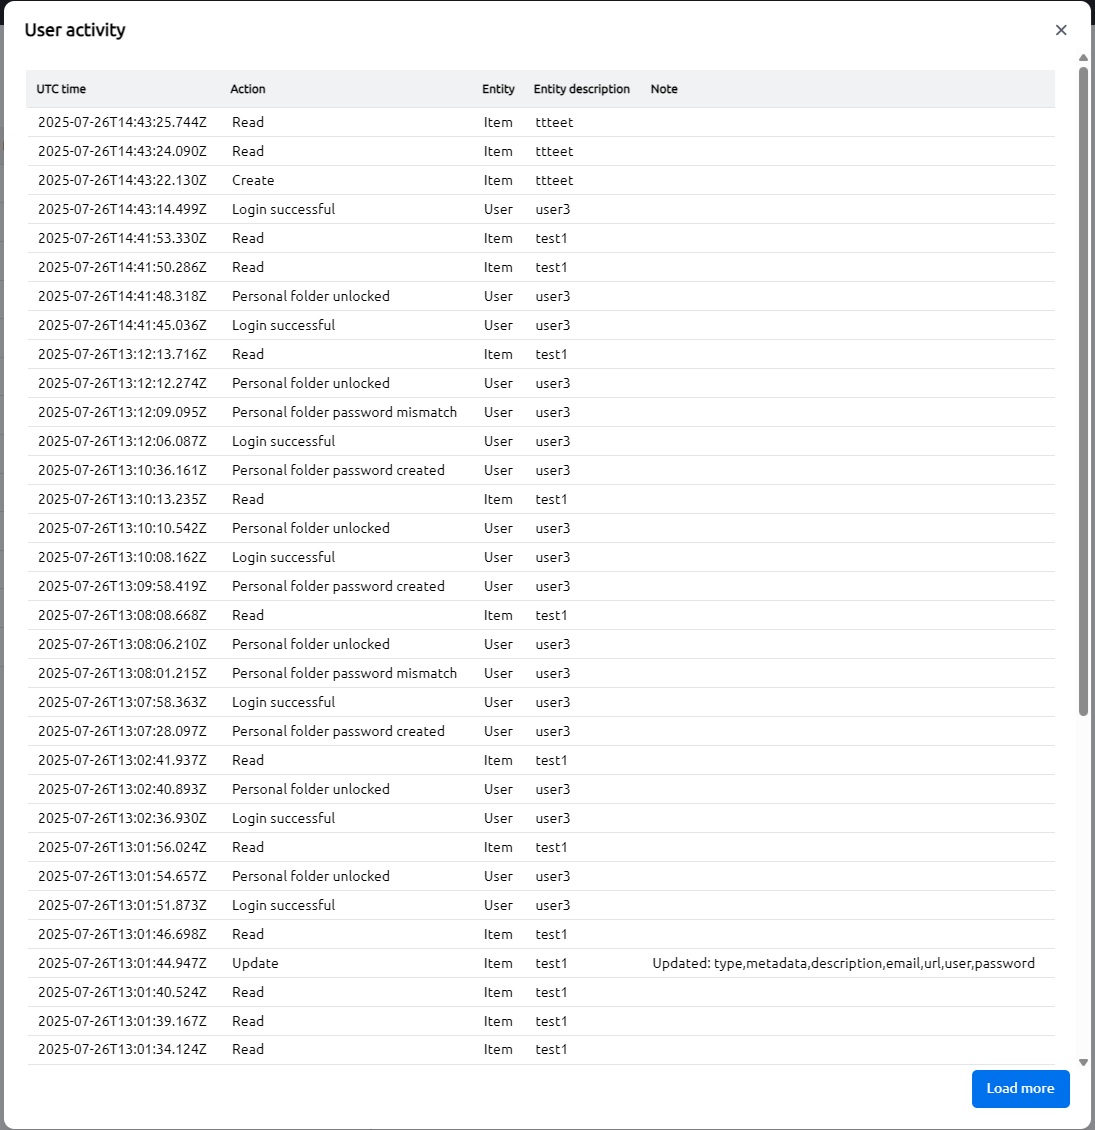 User activity
UTC time Action Entity Entity description Note
2025-07-26T14:43:25.744Z Read Item ttteet
2025-07-26T14:43:24.090Z Read Item ttteet
2025-07-26T14:43:22.130Z Create Item ttteet
2025-07-26T14:43:14.499Z Login successful User user3
2025-07-26T14:41:53.330Z Read Item test1
2025-07-26T14:41:50.286Z Read Item test1
2025-07-26T14:41:48.318Z Personal folder unlocked User user3
2025-07-26T14:41:45.036Z Login successful User user3
2025-07-26T13:12:13.716Z Read Item test1
2025-07-26T13:12:12.274Z Personal folder unlocked User user3
2025-07-26T13:12:09.095Z Personal folder password mismatch User user3
2025-07-26T13:12:06.087Z Login successful User user3
2025-07-26T13:10:36.161Z Personal folder password created User user3
2025-07-26T13:10:13.235Z Read Item test1
2025-07-26T13:10:10.542Z Personal folder unlocked User user3
2025-07-26T13:10:08.162Z Login successful User user3
2025-07-26T13:09:58.419Z Personal folder password created User user3
2025-07-26T13:08:08.668Z Read Item test1
2025-07-26T13:08:06.210Z Personal folder unlocked User user3
2025-07-26T13:08:01.215Z Personal folder password mismatch User user3
2025-07-26T13:07:58.363Z Login successful User user3
2025-07-26T13:07:28.097Z Personal folder password created User user3
2025-07-26T13:02:41.937Z Read Item test1
2025-07-26T13:02:40.893Z Personal folder unlocked User user3
2025-07-26T13:02:36.930Z Login successful User user3
2025-07-26T13:01:56.024Z Read Item test1
2025-07-26T13:01:54.657Z Personal folder unlocked User user3
2025-07-26T13:01:51.873Z Login successful User user3
2025-07-26T13:01:46.698Z Read Item test1
2025-07-26T13:01:44.947Z Update Item test1 Updated: type,metadata,description,email,url,user,password
2025-07-26T13:01:40.524Z Read Item test1
2025-07-26T13:01:39.167Z Read Item test1
2025-07-26T13:01:34.124Z Read Item test1
Load more